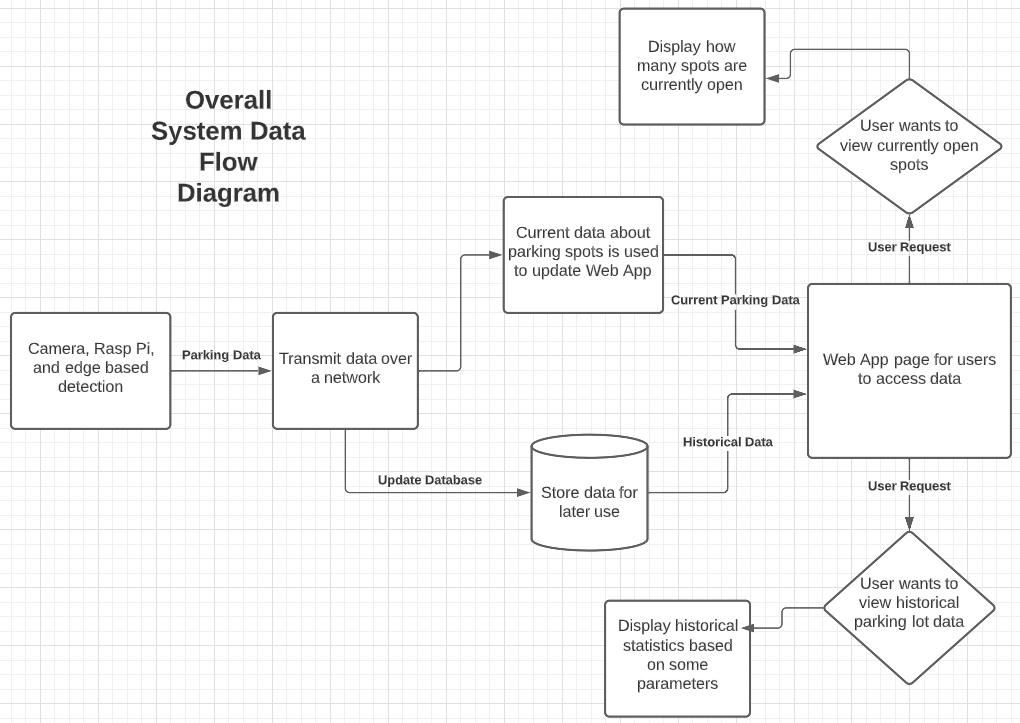 Overall
System Data
Flow
Diagram
Display how
many spots are
currently open
User wants to
view currently open
spots
User Request
Current data about
parking spots is used
to update Web App
Current Parking Data
Camera, Rasp Pi,
and edge based
detection
Parking Data
Transmit data over
a network
Web App page for users
to access data
Historical Data
Update Database
Store data for
later use
User Request
User wants to
view historical
parking lot data
Display historical
statistics based
on some
parameters